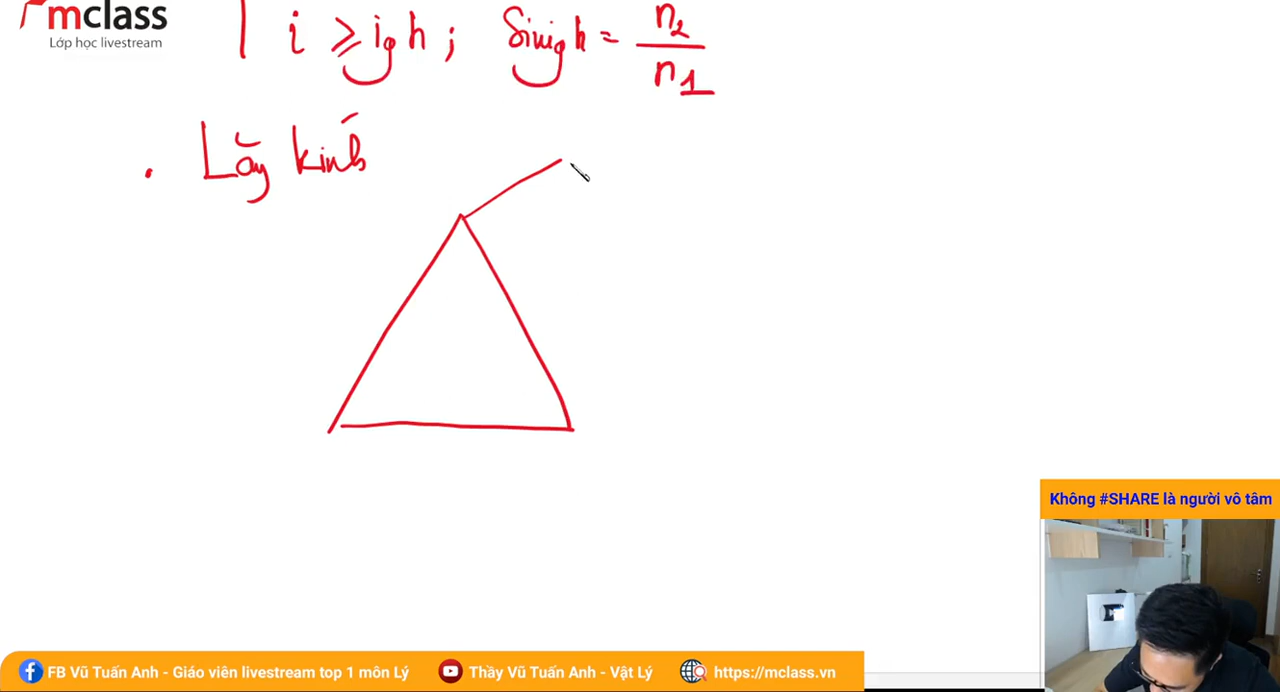 mclass
Lớp học livestream
i ⩾ igh ; Sinigh = n2/n1
. Lăng kính
Không #SHARE là người vô tâm
FB Vũ Tuấn Anh - Giáo viên livestream top 1 môn Lý
Thầy Vũ Tuấn Anh - Vật Lý
https://mclass.vn